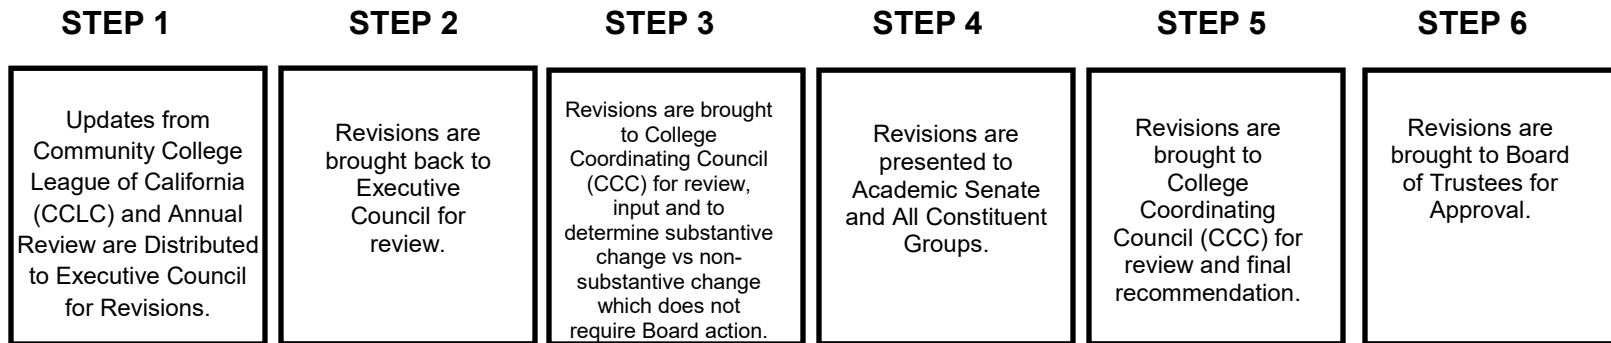 STEP 1
Updates from
Community College
League of California
(CCLC) and Annual
Review are Distributed
to Executive Council
for Revisions.
STEP 2
Revisions are
brought back to
Executive
Council for
review.
STEP 3
Revisions are brought
to College
Coordinating Council
(CCC) for review,
input and to
determine substantive
change vs non-
substantive change
which does not
require Board action.
STEP 4
Revisions are
presented to
Academic Senate
and All Constituent
Groups.
STEP 5
Revisions are
brought to
College
Coordinating
Council (CCC) for
review and final
recommendation.
STEP 6
Revisions are
brought to Board
of Trustees for
Approval.